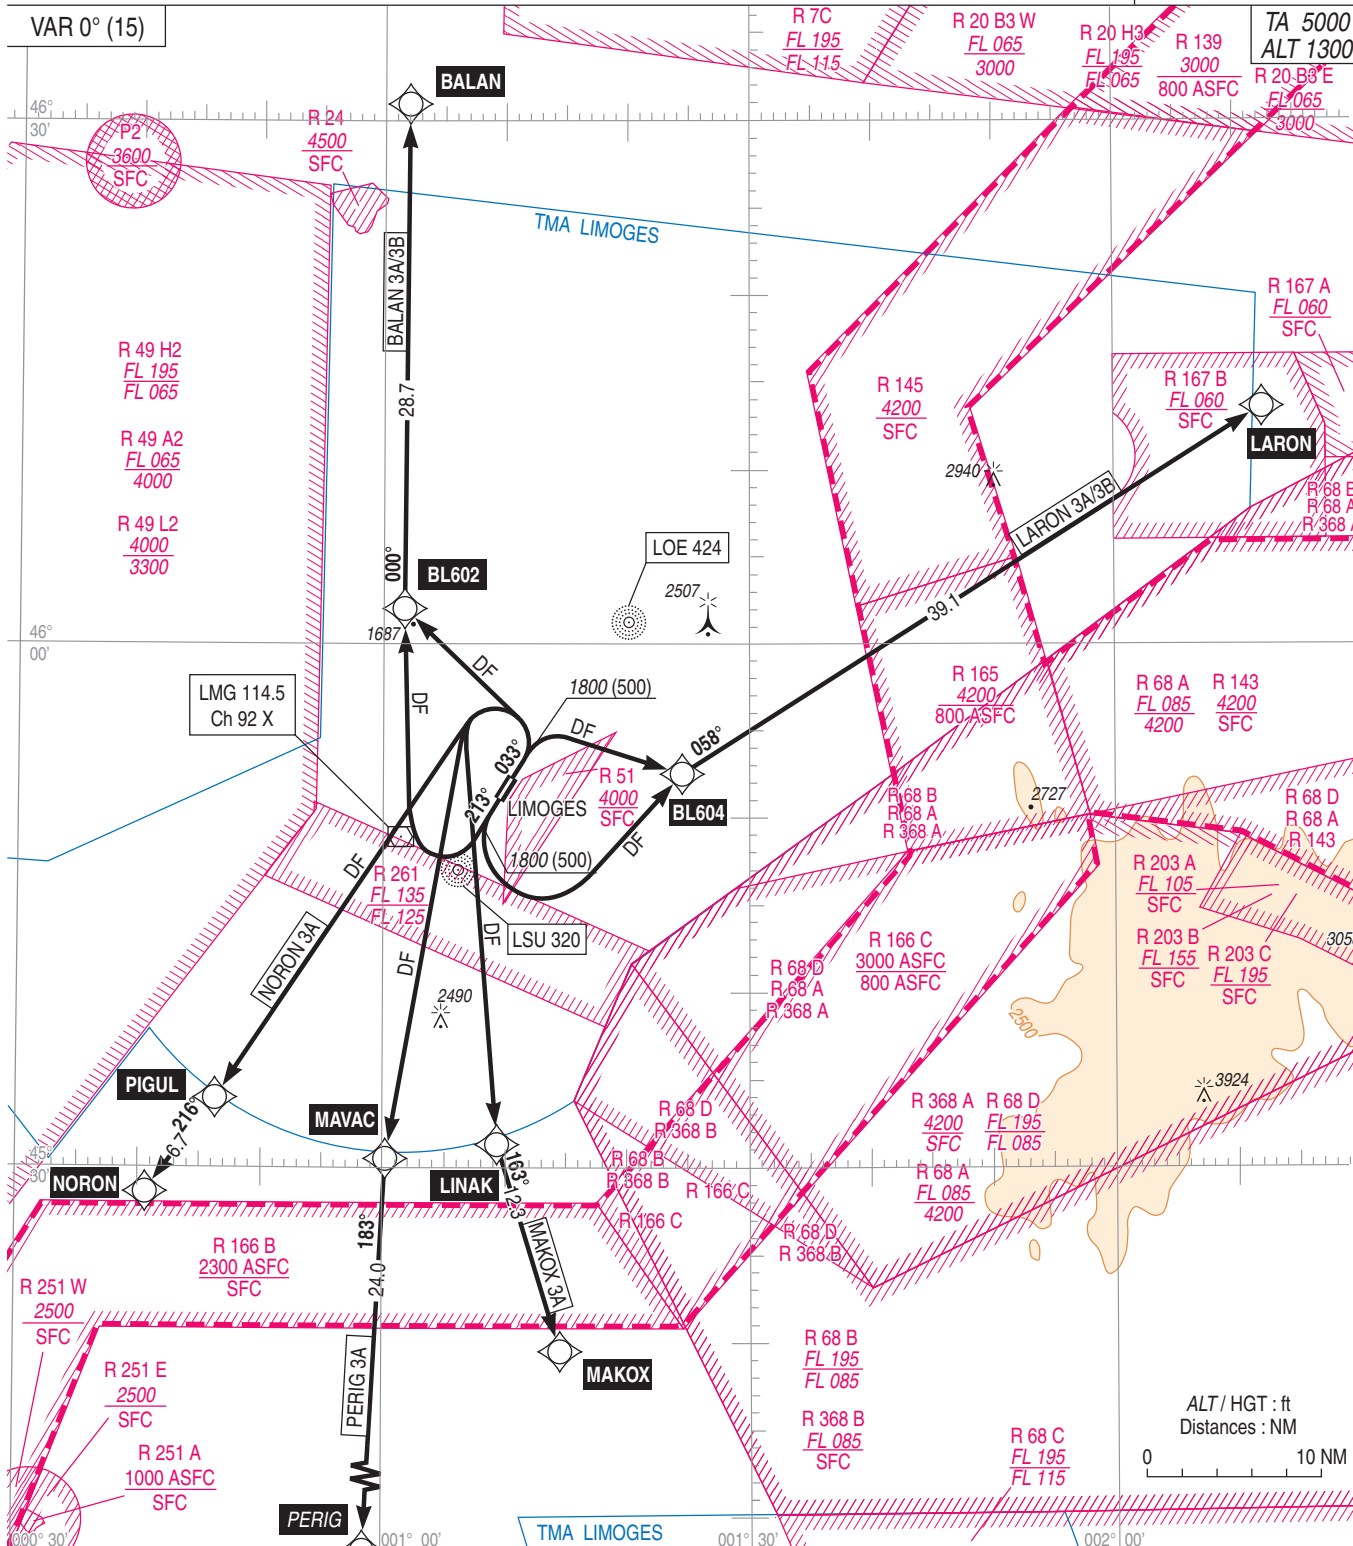 VAR 0° (15)
TA 5000
ALT 1300
R 7C
FL 195
FL 115
R 20 B3 W
FL 065
3000
R 20 H3
FL 195
FL 065
R 139
3000
800 ASFC
R 20 B3 E
FL 065
3000
BALAN
46°
30'
P2
3600
SFC
R 24
4500
SFC
TMA LIMOGES
BALAN 3A/3B
28.7
000°
R 49 H2
FL 195
FL 065
R 49 A2
FL 065
4000
R 49 L2
4000
3300
R 167 A
FL 060
SFC
R 167 B
FL 060
SFC
R 145
4200
SFC
LARON
2940
LARON 3A/3B
39.1
R 68 B
R 68 A
R 368 A
LOE 424
2507
BL602
1687
46°
00'
DF
DF
1800 (500)
LMG 114.5
Ch 92 X
DF
058°
R 165
4200
800 ASFC
R 68 A
FL 085
4200
R 143
4200
SFC
033°
213°
LIMOGES
R 51
4000
SFC
BL604
2727
R 68 B
R 68 A
R 368 A
R 68 D
R 68 A
R 143
DF
DF
1800 (500)
R 261
FL 135
FL 125
R 203 A
FL 105
SFC
LSU 320
DF
DF
NORON 3A
R 203 B
FL 155
SFC
R 203 C
FL 195
SFC
R 166 C
3000 ASFC
800 ASFC
R 68 D
R 68 A
R 368 A
2490
2500
PIGUL
216°
6.7
MAVAC
3924
R 368 A
4200
SFC
R 68 D
FL 195
FL 085
R 68 D
R 368 B
45°
30'
NORON
LINAK
163°
12.3
R 68 B
R 368 B
R 166 C
R 68 A
FL 085
4200
R 166 C
R 68 D
R 368 B
183°
24.0
R 166 B
2300 ASFC
SFC
MAKOX 3A
R 251 W
2500
SFC
PERIG 3A
MAKOX
R 68 B
FL 195
FL 085
R 251 E
2500
SFC
R 368 B
FL 085
SFC
ALT / HGT : ft
Distances : NM
0 10 NM
R 251 A
1000 ASFC
SFC
R 68 C
FL 195
FL 115
PERIG
TMA LIMOGES
000° 30'
001° 00'
001° 30'
002° 00'